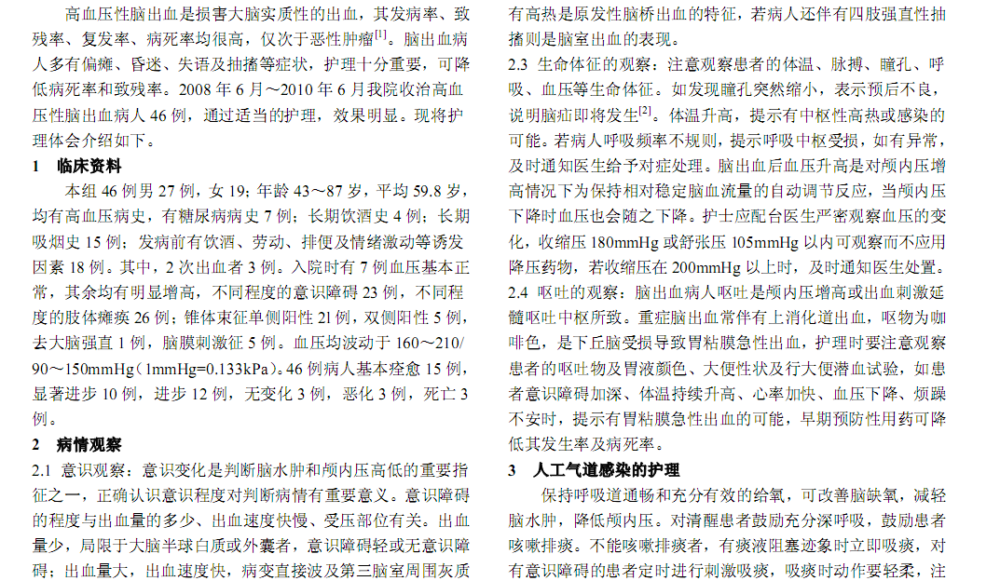 高血压性脑出血是损害大脑实质性的出血，其发病率、致
残率、复发率、病死率均很高，仅次于恶性肿瘤[1]。脑出血病
人多有偏瘫、昏迷、失语及抽搐等症状，护理十分重要，可降
低病死率和致残率。2008 年 6 月～2010 年 6 月我院收治高血
压性脑出血病人 46 例，通过适当的护理，效果明显。现将护
理体会介绍如下。
1 临床资料
本组 46 例男 27 例，女 19；年龄 43～87 岁，平均 59.8 岁，
均有高血压病史，有糖尿病病史 7 例；长期饮酒史 4 例；长期
吸烟史 15 例；发病前有饮酒、劳动、排便及情绪激动等诱发
因素 18 例。其中，2 次出血者 3 例。入院时有 7 例血压基本正
常，其余均有明显增高，不同程度的意识障碍 23 例，不同程
度的肢体瘫痪 26 例；锥体束征单侧阳性 2l 例，双侧阳性 5 例，
去大脑强直 1 例，脑膜刺激征 5 例。血压均波动于 160～210/
90～150mmHg（1mmHg=0.133kPa）。46 例病人基本痊愈 15 例，
显著进步 10 例，进步 12 例，无变化 3 例，恶化 3 例，死亡 3
例。
2 病情观察
2.1 意识观察：意识变化是判断脑水肿和颅内压高低的重要指
征之一，正确认识意识程度对判断病情有重要意义。意识障碍
的程度与出血量的多少、出血速度快慢、受压部位有关。出血
量少，局限于大脑半球白质或外囊者，意识障碍轻或无意识障
碍；出血量大，出血速度快，病变直接波及第三脑室周围灰质
有高热是原发性脑桥出血的特征，若病人还伴有四肢强直性抽
搐则是脑室出血的表现。
2.3 生命体征的观察：注意观察患者的体温、脉搏、瞳孔、呼
吸、血压等生命体征。如发现瞳孔突然缩小，表示预后不良，
说明脑疝即将发生[2]。体温升高，提示有中枢性高热或感染的
可能。若病人呼吸频率不规则，提示呼吸中枢受损，如有异常，
及时通知医生给予对症处理。脑出血后血压升高是对颅内压增
高情况下为保持相对稳定脑血流量的自动调节反应，当颅内压
下降时血压也会随之下降。护士应配台医生严密观察血压的变
化，收缩压 180mmHg 或舒张压 105mmHg 以内可观察而不应用
降压药物，若收缩压在 200mmHg 以上时，及时通知医生处置。
2.4 呕吐的观察：脑出血病人呕吐是颅内压增高或出血刺激延
髓呕吐中枢所致。重症脑出血常伴有上消化道出血，呕物为咖
啡色，是下丘脑受损导致胃粘膜急性出血，护理时要注意观察
患者的呕吐物及胃液颜色、大便性状及行大便潜血试验，如患
者意识障碍加深、体温持续升高、心率加快、血压下降、烦躁
不安时，提示有胃粘膜急性出血的可能，早期预防性用药可降
低其发生率及病死率。
3 人工气道感染的护理
保持呼吸道通畅和充分有效的给氧，可改善脑缺氧，减轻
脑水肿，降低颅内压。对清醒患者鼓励充分深呼吸，鼓励患者
咳嗽排痰。不能咳嗽排痰者，有痰液阻塞迹象时立即吸痰，对
有意识障碍的患者定时进行刺激吸痰，吸痰时动作要轻柔，注